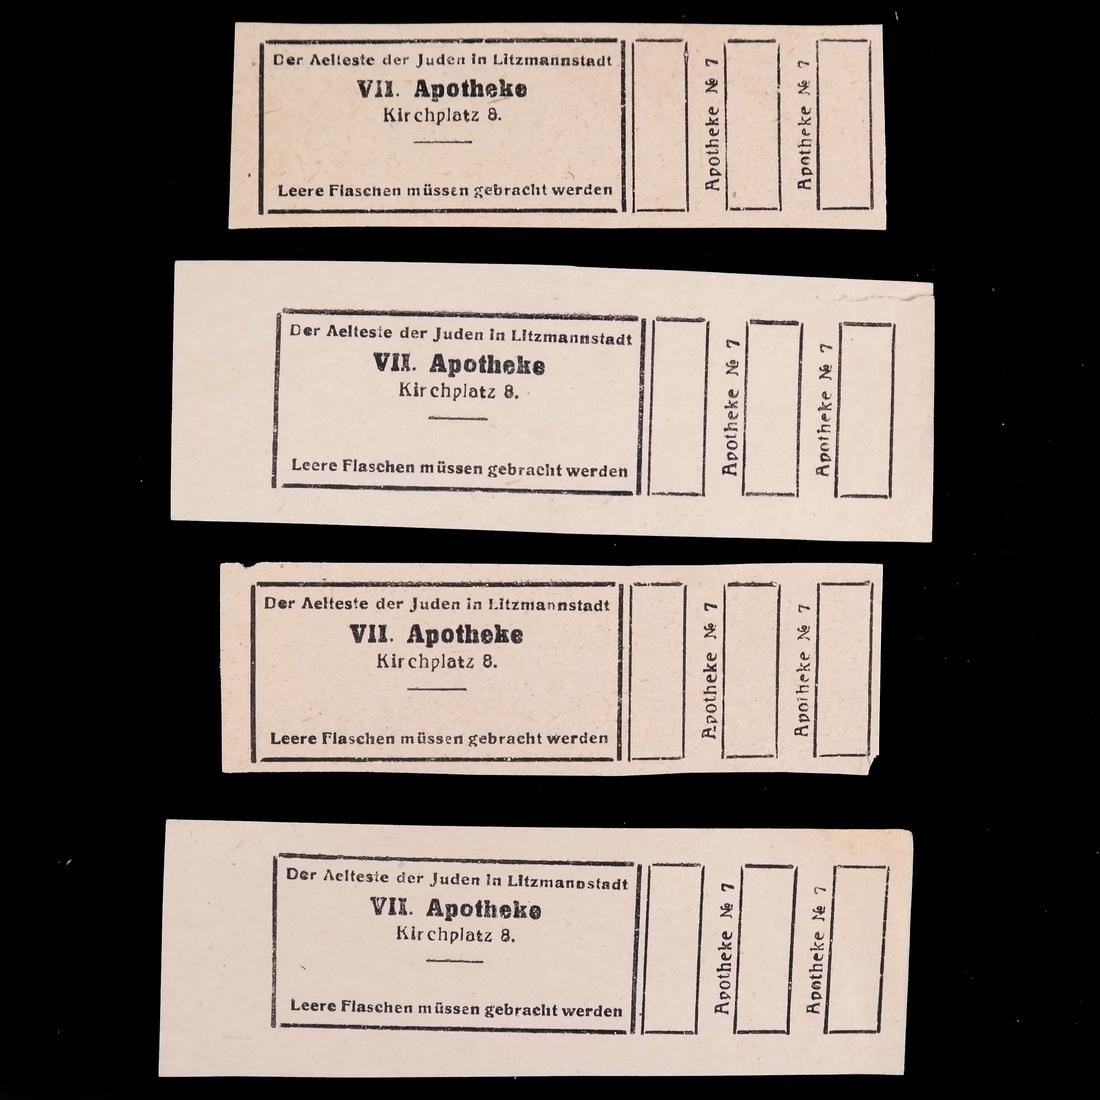 Der Aelteste der Juden in Litzmannstadt
VII. Apotheke
Kirchplatz 8.
Leere Flaschen müssen gebracht werden
Apotheke № 7
Apotheke № 7
Der Aelteste der Juden in Litzmannstadt
VII. Apotheke
Kirchplatz 8.
Leere Flaschen müssen gebracht werden
Apotheke № 7
Apotheke № 7
Der Aelteste der Juden in Litzmannstadt
VII. Apotheke
Kirchplatz 8.
Leere Flaschen müssen gebracht werden
Apotheke № 7
Apotheke № 7
Der Aelteste der Juden in Litzmannstadt
VII. Apotheke
Kirchplatz 8.
Leere Flaschen müssen gebracht werden
Apotheke № 7
Apotheke № 7